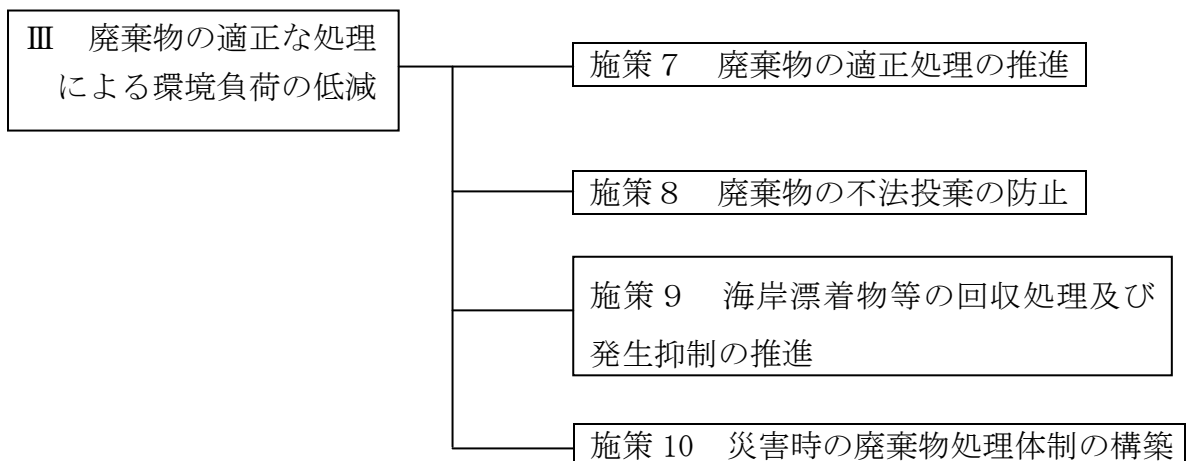 Ⅲ　廃棄物の適正な処理
による環境負荷の低減
施策７　廃棄物の適正処理の推進
施策８　廃棄物の不法投棄の防止
施策９　海岸漂着物等の回収処理及び
発生抑制の推進
施策 10　災害時の廃棄物処理体制の構築